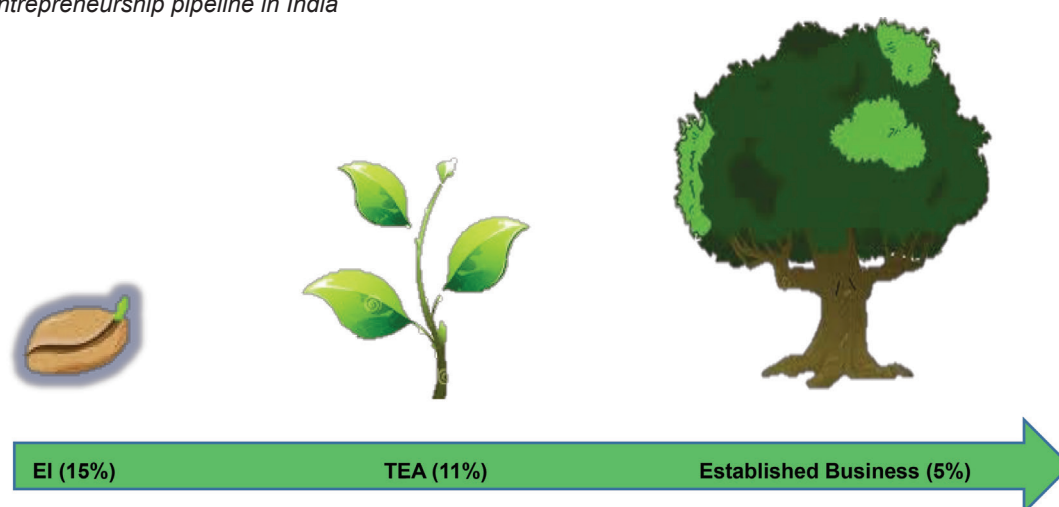 ntrepreneurship pipeline in India
EI (15%) TEA (11%) Established Business (5%)